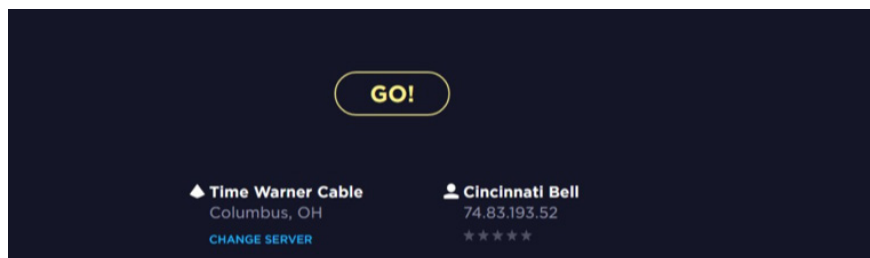 GO!
Time Warner Cable
Columbus, OH
CHANGE SERVER
Cincinnati Bell
74.83.193.52